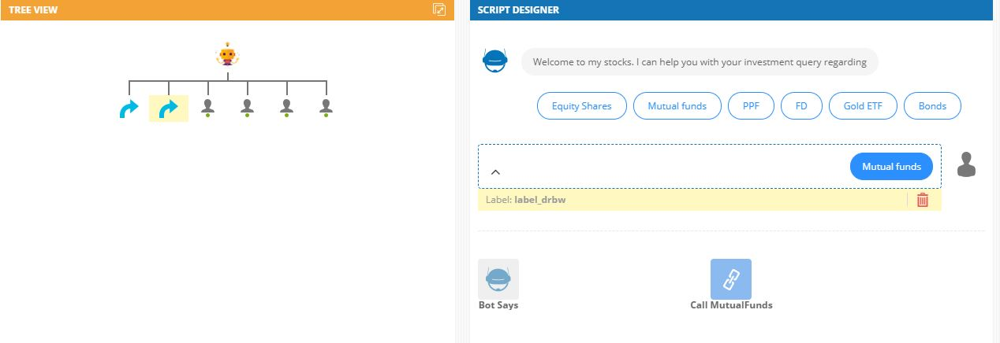 TREE VIEW
SCRIPT DESIGNER
Welcome to my stocks. I can help you with your investment query regarding
Equity Shares
Mutual funds
PPF
FD
Gold ETF
Bonds
Mutual funds
Label: label_drbw
Bot Says
Call MutualFunds